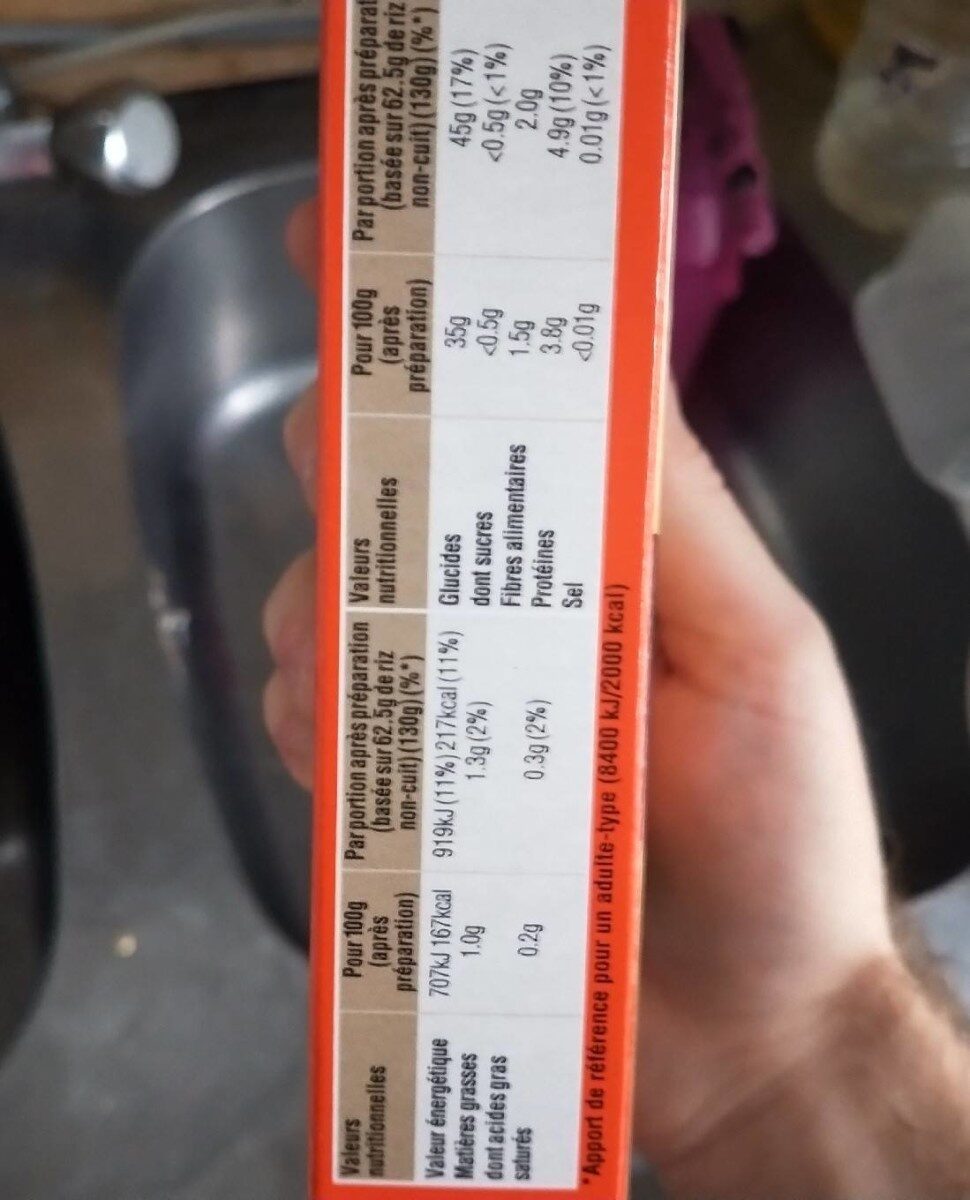 Valeurs nutritionnelles
Pour 100g (après préparation)
Par portion après préparation (basée sur 62.5g de riz non-cuit) (130g) (%*)
Valeur énergétique 707kJ 167kcal 919kJ (11%) 217kcal (11%)
Matières grasses 1.0g 1.3g (2%)
dont acides gras
saturés 0.2g 0.3g (2%)
Valeurs nutritionnelles
Pour 100g (après préparation)
Par portion après préparat (basée sur 62.5g de riz non-cuit) (130g) (%*)
Glucides 35g 45g (17%)
dont sucres <0.5g <0.5g (<1%)
Fibres alimentaires 1.5g 2.0g
Protéines 3.8g 4.9g (10%)
Sel <0.01g 0.01g (<1%)
*Apport de référence pour un adulte-type (8400 kJ/2000 kcal)